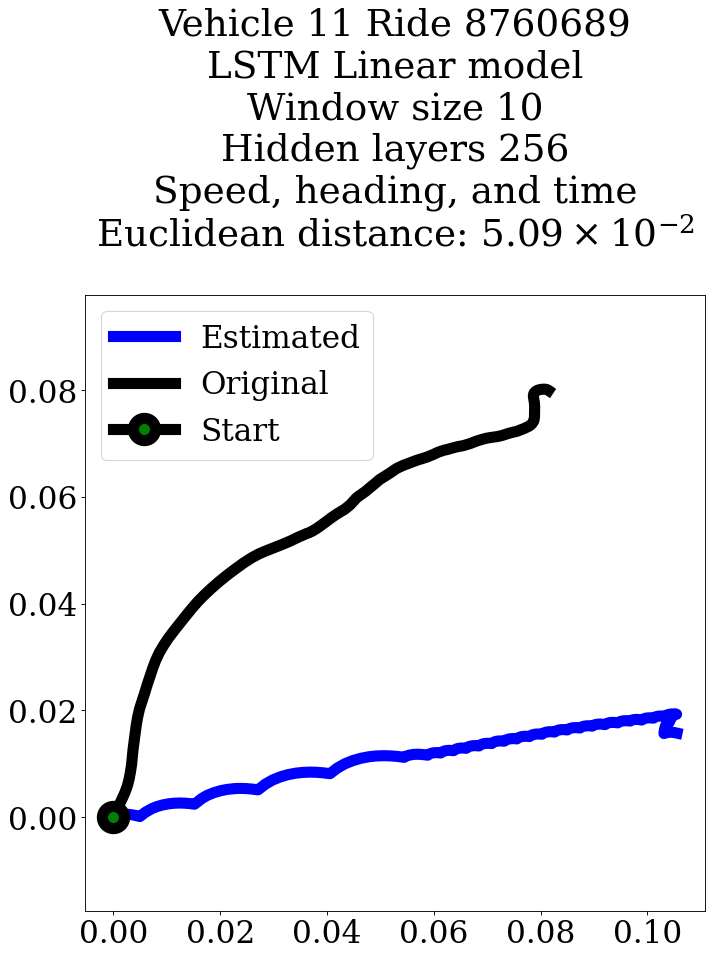 Vehicle 11 Ride 8760689
LSTM Linear model
Window size 10
Hidden layers 256
Speed, heading, and time
Euclidean distance: 5.09 × 10⁻²
Estimated
Original
Start
0.08
0.06
0.04
0.02
0.00
0.00 0.02 0.04 0.06 0.08 0.10